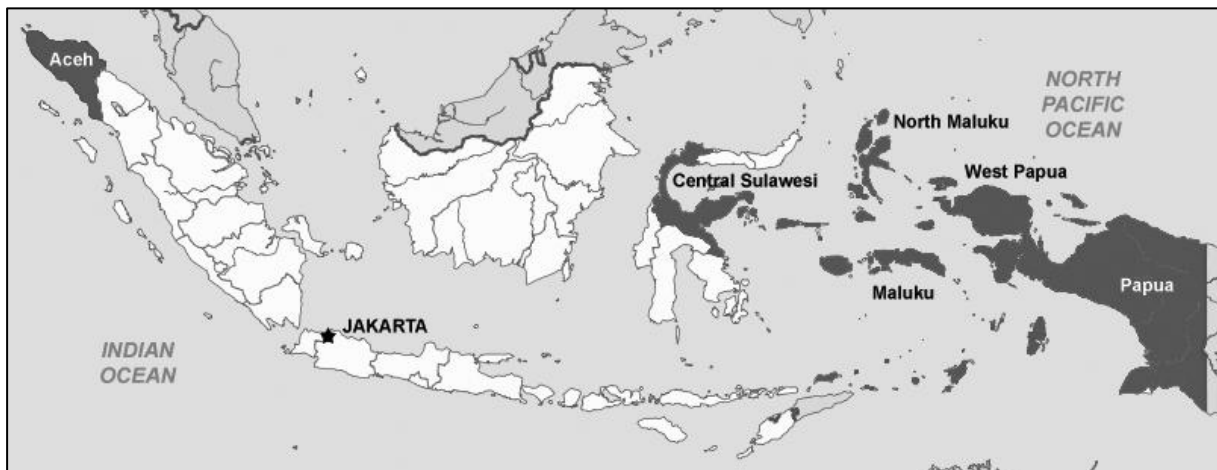 Aceh
NORTH
PACIFIC
OCEAN
North Maluku
West Papua
Central Sulawesi
Papua
Maluku
JAKARTA
INDIAN
OCEAN